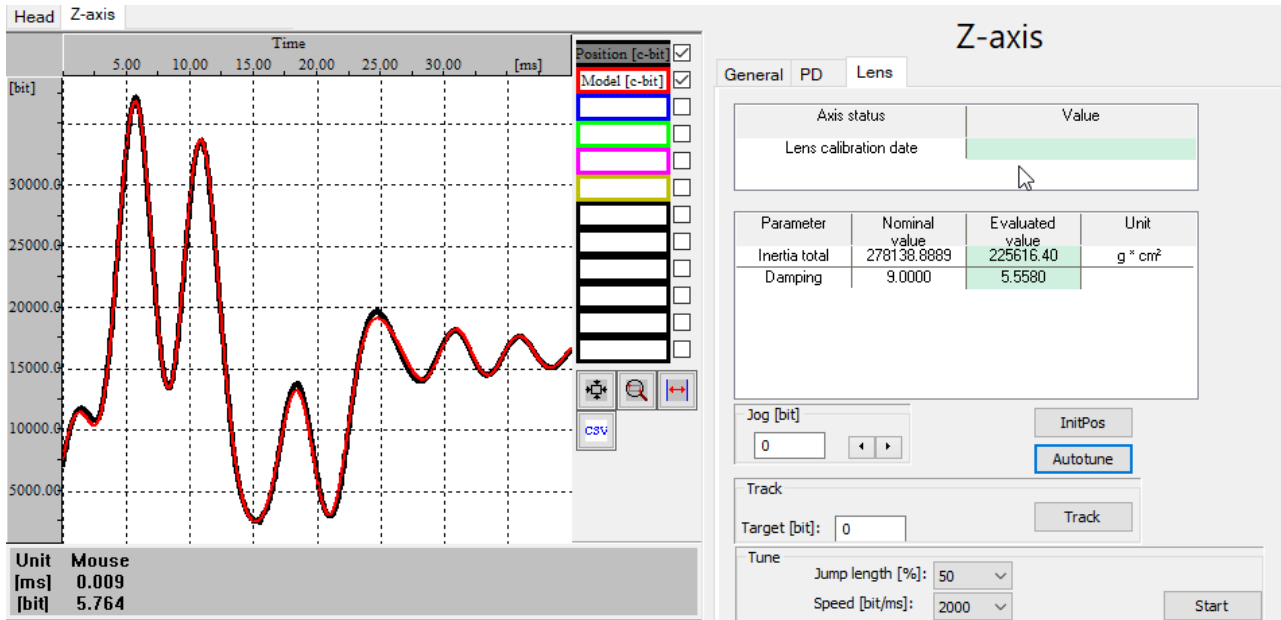 Head Z-axis
Time
5.00 10.00 15.00 20.00 25.00 30.00 [ms]
[bit]
30000.0
25000.0
20000.0
15000.0
10000.0
5000.00
Position [c-bit]
Model [c-bit]
csv
Unit Mouse
[ms] 0.009
[bit] 5.764
Z-axis
General PD Lens
Axis status Value
Lens calibration date
Parameter Nominal value Evaluated value Unit
Inertia total 278138.8889 225616.40 g * cm²
Damping 9.0000 5.5580
Jog [bit]
0
InitPos
Autotune
Track
Target [bit]: 0
Track
Tune
Jump length [%]: 50
Speed [bit/ms]: 2000
Start